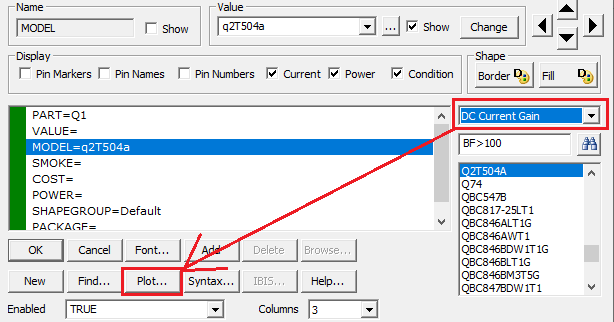 Name
MODEL
Show
Value
q2T504a
...
Show
Change
Display
Pin Markers
Pin Names
Pin Numbers
Current
Power
Condition
Shape
Border
Fill
PART=Q1
VALUE=
MODEL=q2T504a
SMOKE=
COST=
POWER=
SHAPEGROUP=Default
PACKAGE=
DC Current Gain
BF>100
Q2T504A
Q74
QBC547B
QBC817-25LT1
QBC846ALT1G
QBC846AWT1
QBC846BDW1T1G
QBC846BLT1G
QBC846BM3T5G
QBC847BDW1T1
OK
Cancel
Font...
Add
Delete
Browse...
New
Find...
Plot...
Syntax...
IBIS...
Help...
Enabled
TRUE
Columns
3